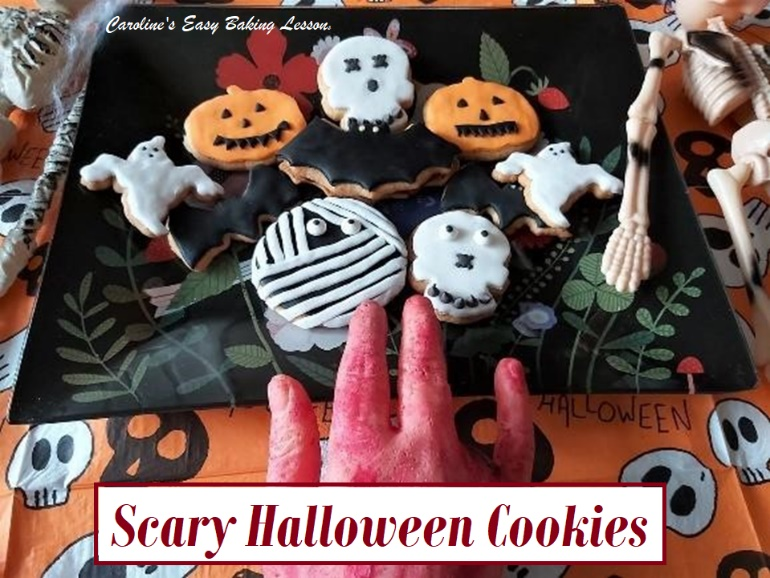 Caroline's Easy Baking Lesson.
HALLOWEEN
Scary Halloween Cookies